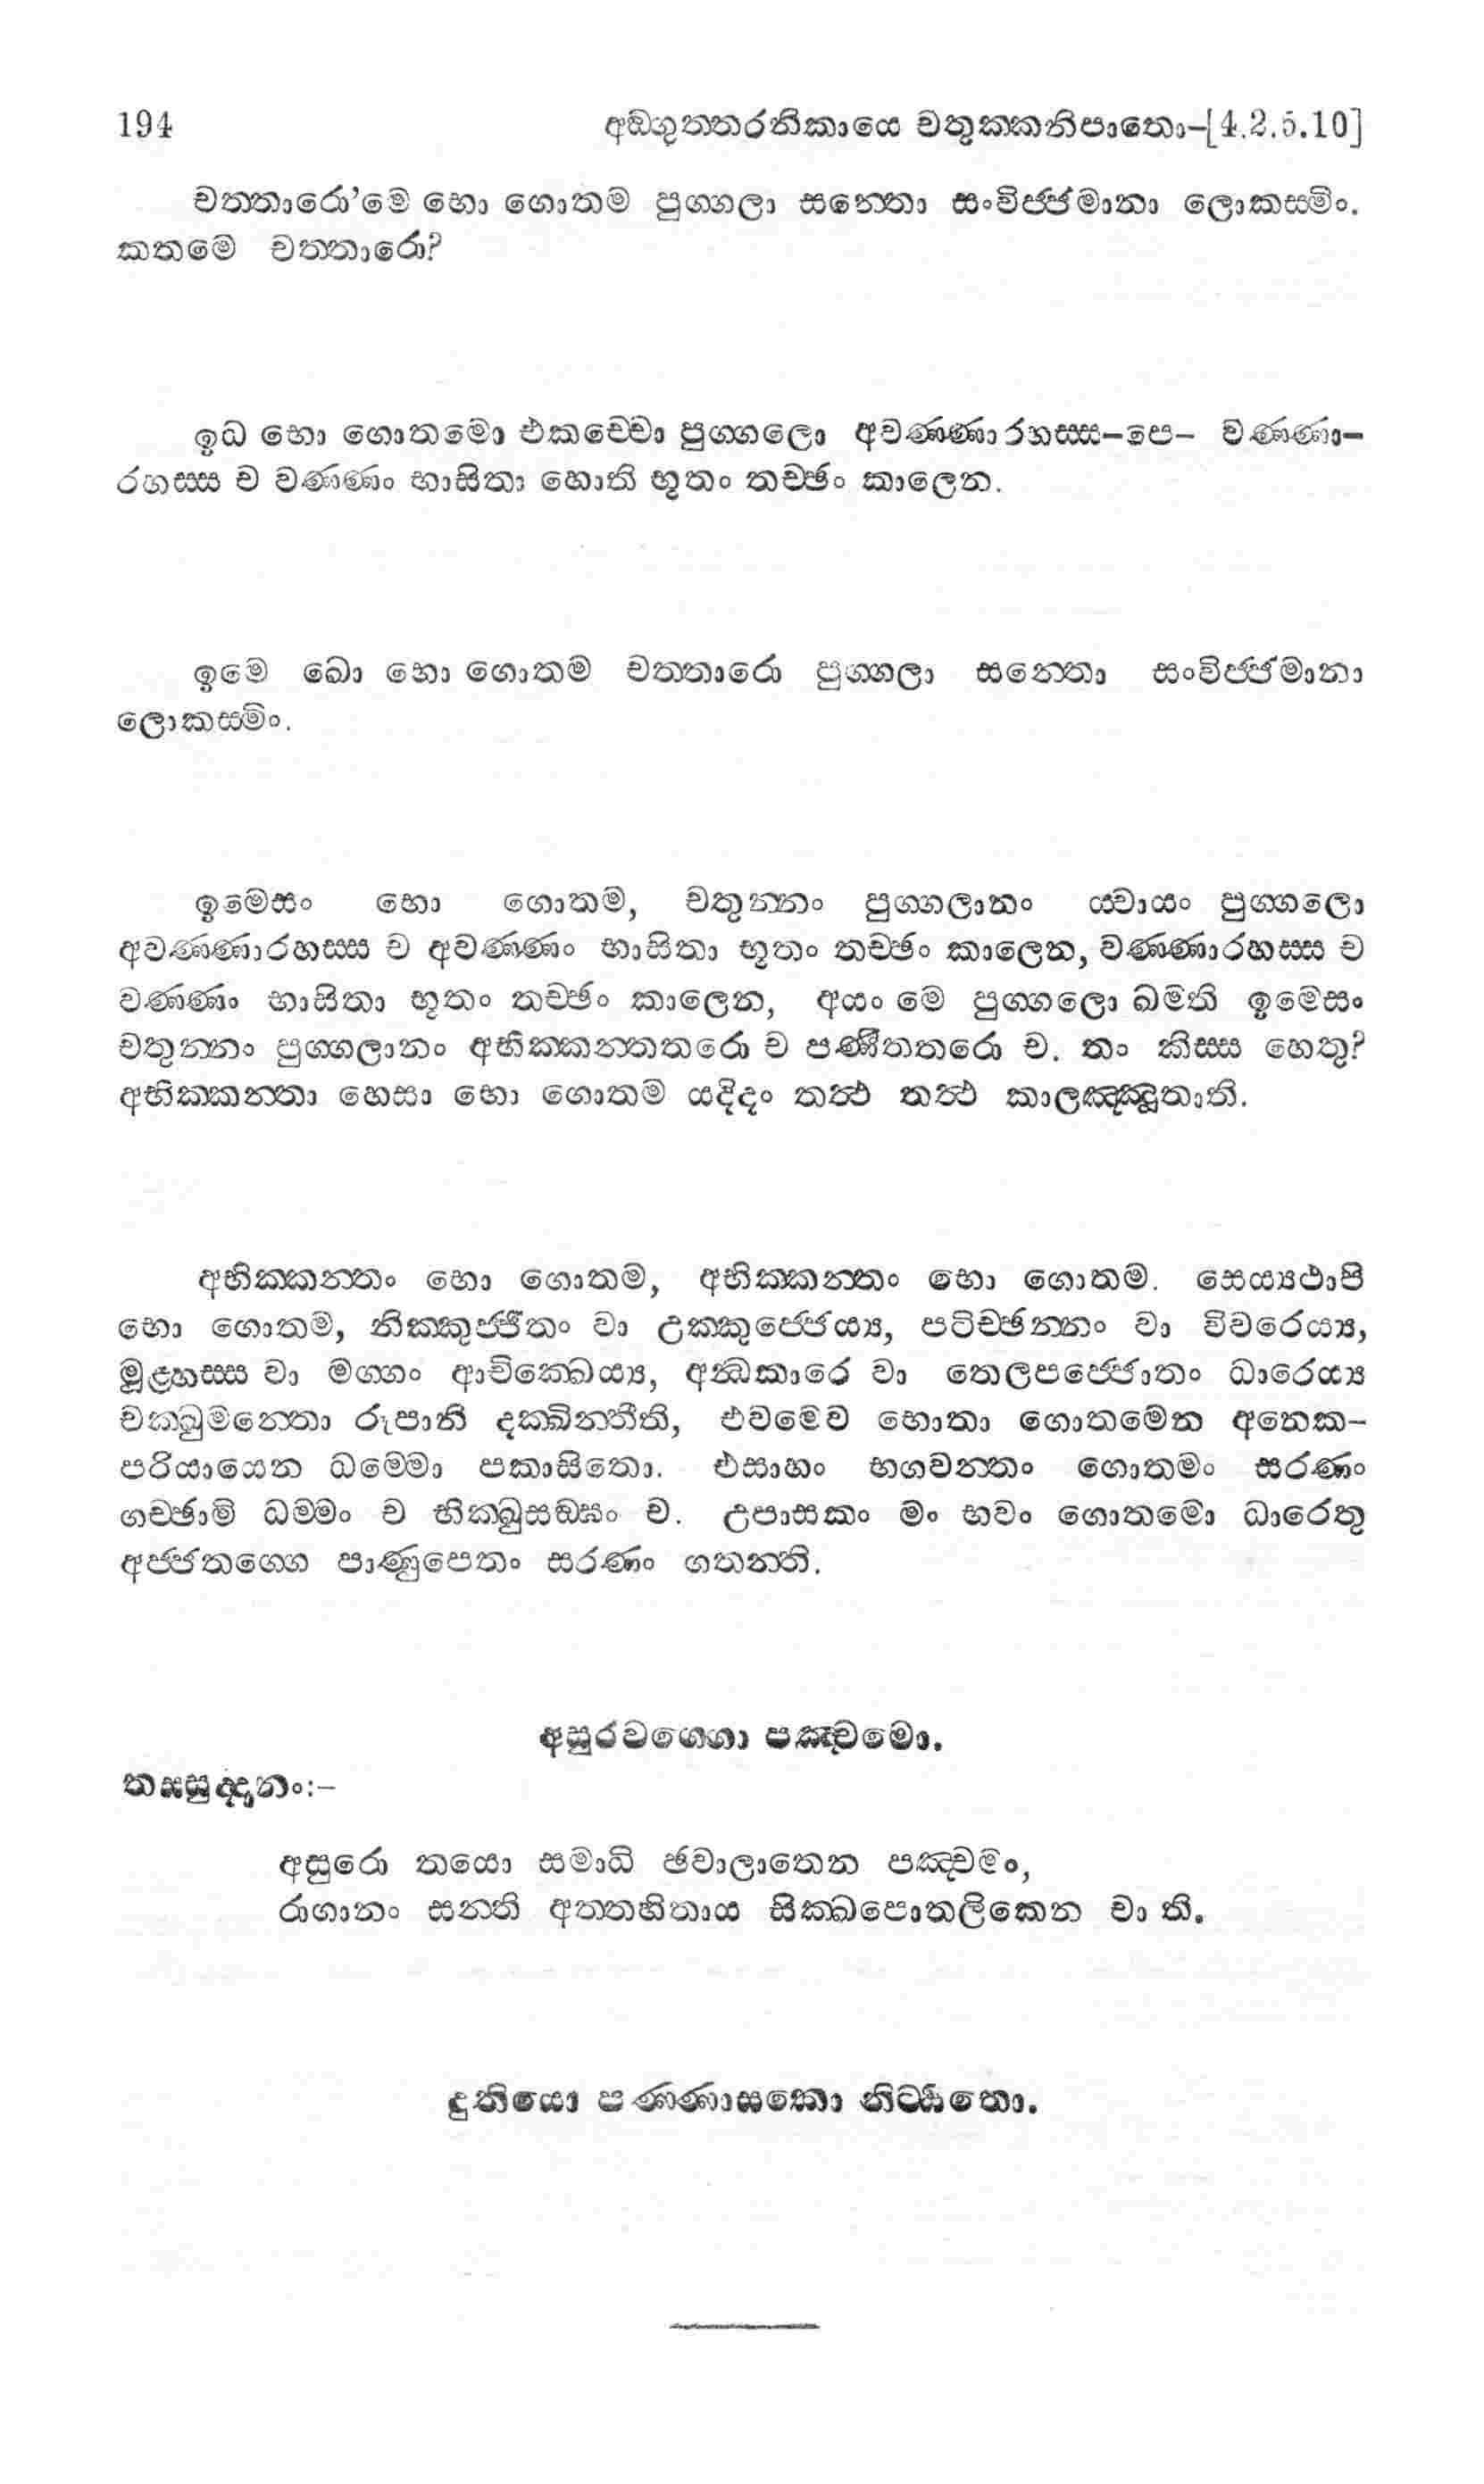 194 අඞ්ගුත්තරනිකායෙ චතුක්කනිපාතො-[4.2.5.10]
චත්තාරො'මෙ භො ගොතම පුග්ගලා සන්තො සංවිජ්ජමානා ලොකස්මිං.
කතමෙ චත්තාරො?
ඉධ භො ගොතමො එකච්චො පුග්ගලො අවණ්ණාරහස්ස-පෙ- වණ්ණා-
රහස්ස ච වණ්ණං භාසිතා හොති භූතං තච්ඡං කාලෙන.
ඉමෙ ඛො භො ගොතම චත්තාරො පුග්ගලා සන්තො සංවිජ්ජමානා
ලොකස්මිං.
ඉමෙසං භො ගොතම, චතුන්නං පුග්ගලානං යවායං පුග්ගලො
අවණ්ණාරහස්ස ච අවණ්ණං භාසිතා භූතං තච්ඡං කාලෙන, වණ්ණාරහස්ස ච
වණ්ණං භාසිතා භූතං තච්ඡං කාලෙන, අයං මෙ පුග්ගලො ඛමති ඉමෙසං
චතුන්නං පුග්ගලානං අභික්කන්තතරො ච පණීතතරො ච. තං කිස්ස හෙතු?
අභික්කන්තා හෙසා භො ගොතම යදිදං තත්ථ තත්ථ කාලඤ්ඤුතාති.
අභික්කන්තං භො ගොතම, අභික්කන්තං භො ගොතම. සෙය්‍යථාපි
භො ගොතම, නික්කුජ්ජිතං වා උක්කුජ්ජෙය්‍ය, පටිච්ඡන්නං වා විවරෙය්‍ය,
මූළ්හස්ස වා මග්ගං ආචික්ඛෙය්‍ය, අන්ධකාරෙ වා තෙලපජ්ජොතං ධාරෙය්‍ය
චක්ඛුමන්තො රූපානි දක්ඛින්තීති, එවමෙව භොතා ගොතමෙන අනෙක-
පරියායෙන ධම්මො පකාසිතො. එසාහං භගවන්තං ගොතමං සරණං
ගච්ඡාමි ධම්මං ච භික්ඛුසඞ්ඝං ච. උපාසකං මං භවං ගොතමො ධාරෙතු
අජ්ජතග්ගෙ පාණුපෙතං සරණං ගතන්ති.
අසුරවග්ගො පඤ්චමො.
තස්සුද්දානං:-
අසුරො තයො සමාධි ඡවාලාතෙන පඤ්චමං,
රාගානං සන්ති අත්තහිතාය සික්ඛාපොතලිකෙන චා ති.
දුතියො පණ්ණාසකො නිට්ඨිතො.